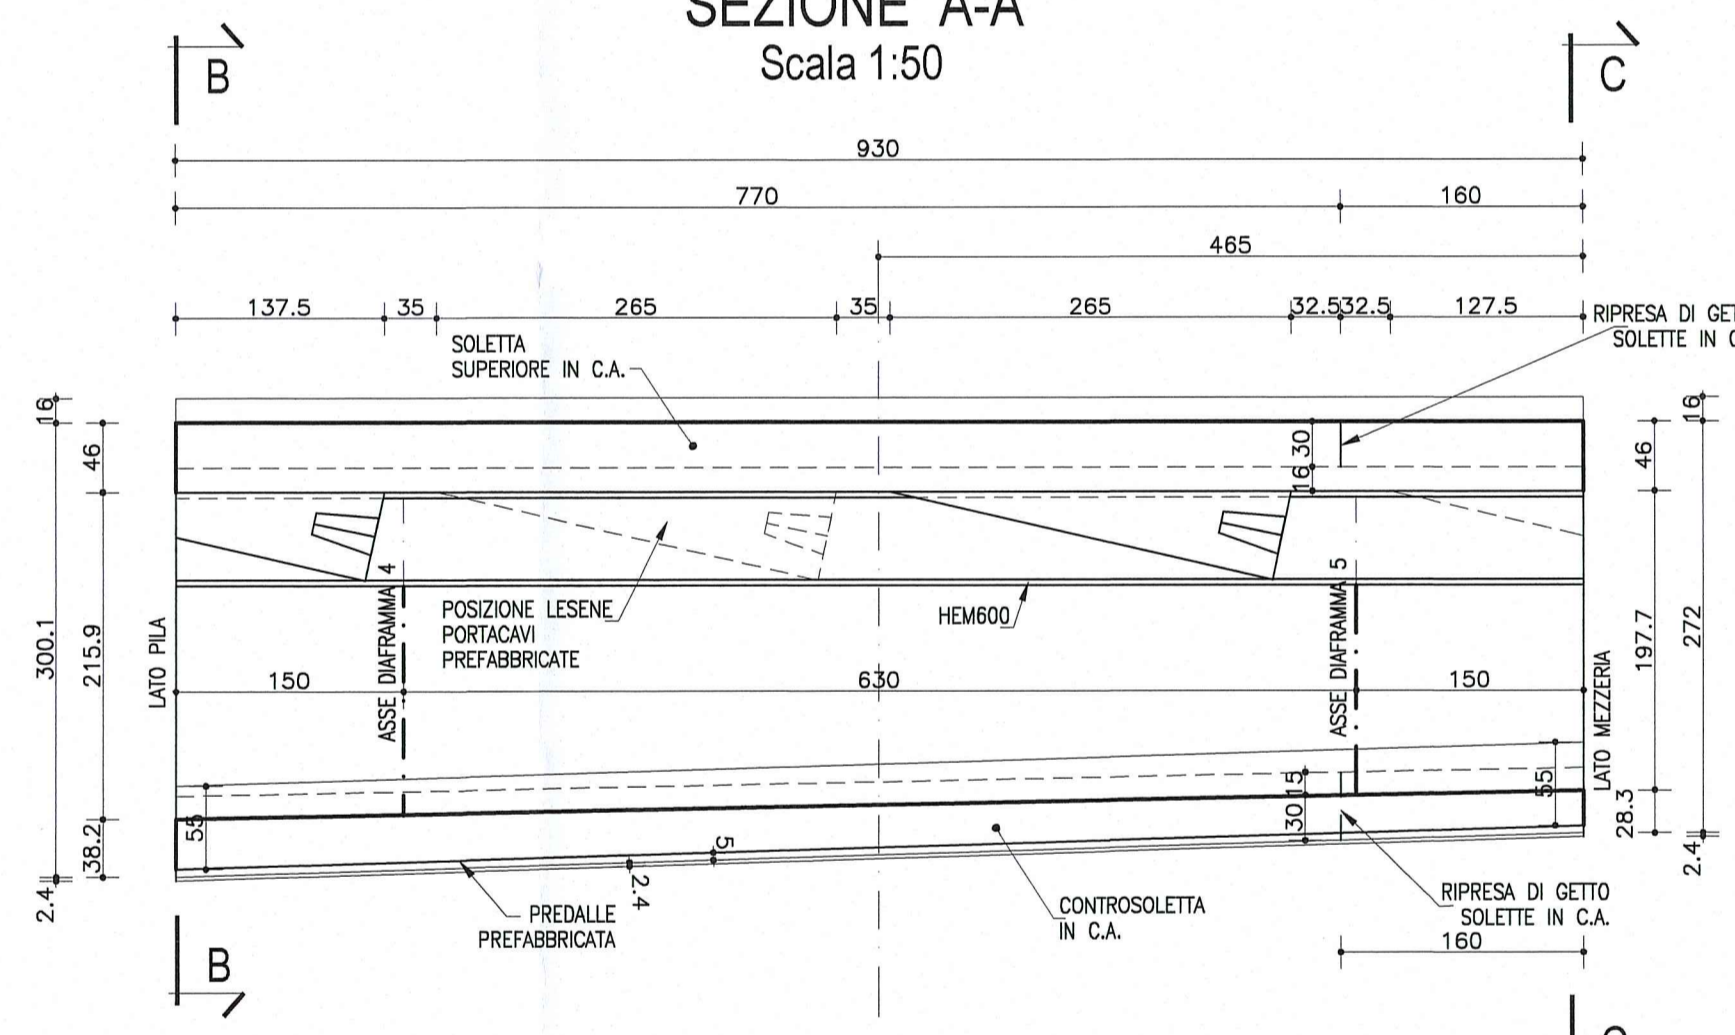 SEZIONE A-A
Scala 1:50
B
C
930
770
160
465
137.5
35
265
35
265
32.5
32.5
127.5
RIPRESA DI
SOLETTE IN
SOLETTA
SUPERIORE IN C.A.
16
46
300.1
215.9
38.2
2.4
30
16
16
46
272
197.7
28.3
2.4
LATO PILA
ASSE DIAFRAMMA 4
POSIZIONE LESENE
PORTACAVI
PREFABBRICATE
HEM600
ASSE DIAFRAMMA 5
LATO MEZZERIA
150
630
150
55
5
2.4
15
30
55
PREDALLE
PREFABBRICATA
CONTROSOLETTA
IN C.A.
RIPRESA DI GETTO
SOLETTE IN C.A.
160
B